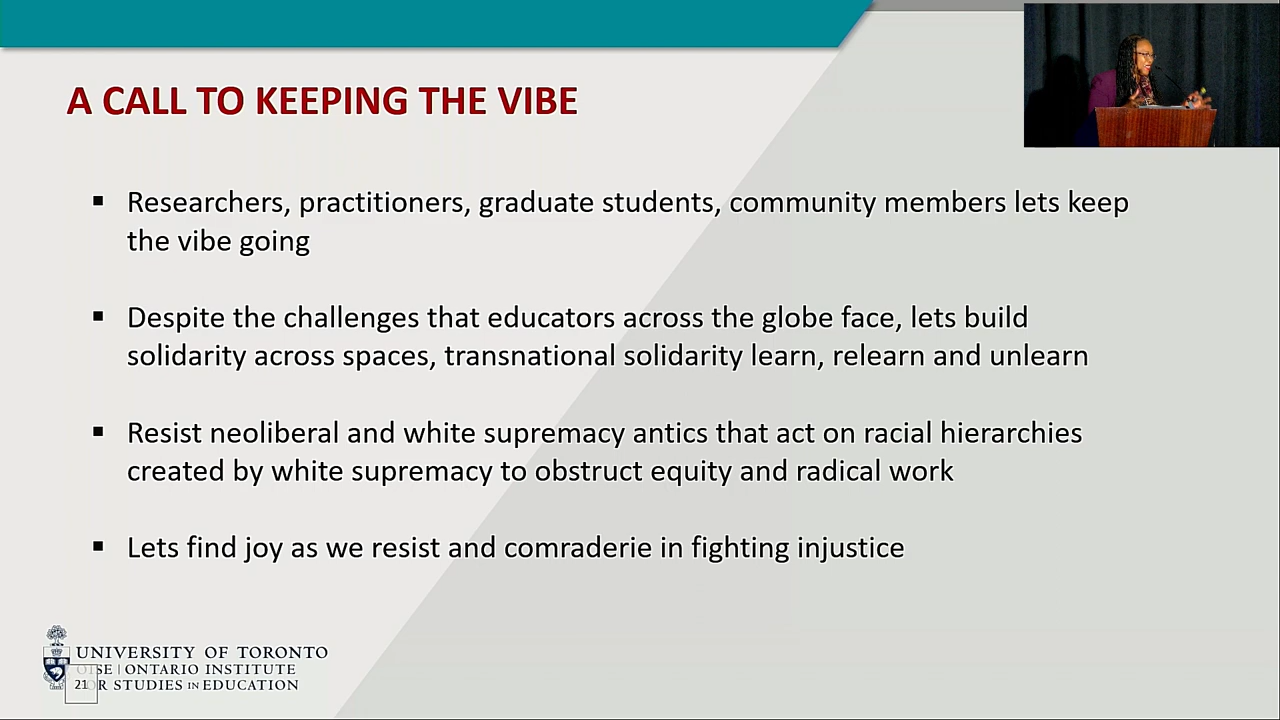 A CALL TO KEEPING THE VIBE
▪ Researchers, practitioners, graduate students, community members lets keep
the vibe going
▪ Despite the challenges that educators across the globe face, lets build
solidarity across spaces, transnational solidarity learn, relearn and unlearn
▪ Resist neoliberal and white supremacy antics that act on racial hierarchies
created by white supremacy to obstruct equity and radical work
▪ Lets find joy as we resist and comraderie in fighting injustice
UNIVERSITY OF TORONTO
OISE | ONTARIO INSTITUTE
21 OR STUDIES IN EDUCATION